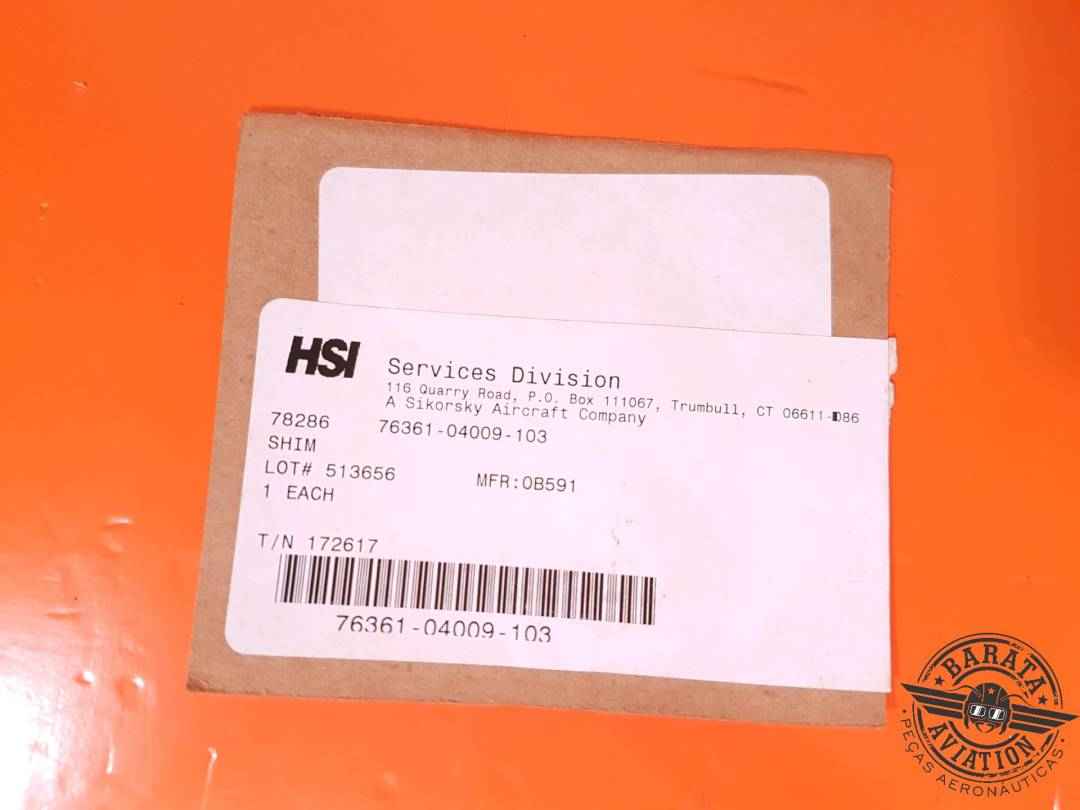 HSI
Services Division
116 Quarry Road, P.O. Box 111067, Trumbull, CT 06611-
A Sikorsky Aircraft Company
78286 76361-04009-103
SHIM
LOT# 513656 MFR:0B591
1 EACH
T/N 172617
76361-04009-103
BARATA
AVIATION
PEÇAS AERONÁUTICAS